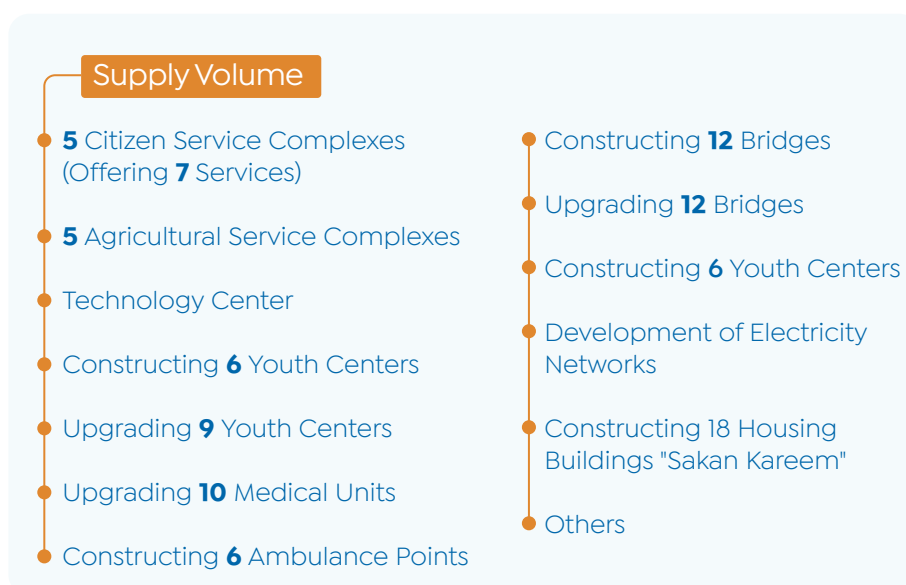 Supply Volume
5 Citizen Service Complexes
(Offering 7 Services)
5 Agricultural Service Complexes
Technology Center
Constructing 6 Youth Centers
Upgrading 9 Youth Centers
Upgrading 10 Medical Units
Constructing 6 Ambulance Points
Constructing 12 Bridges
Upgrading 12 Bridges
Constructing 6 Youth Centers
Development of Electricity
Networks
Constructing 18 Housing
Buildings "Sakan Kareem"
Others